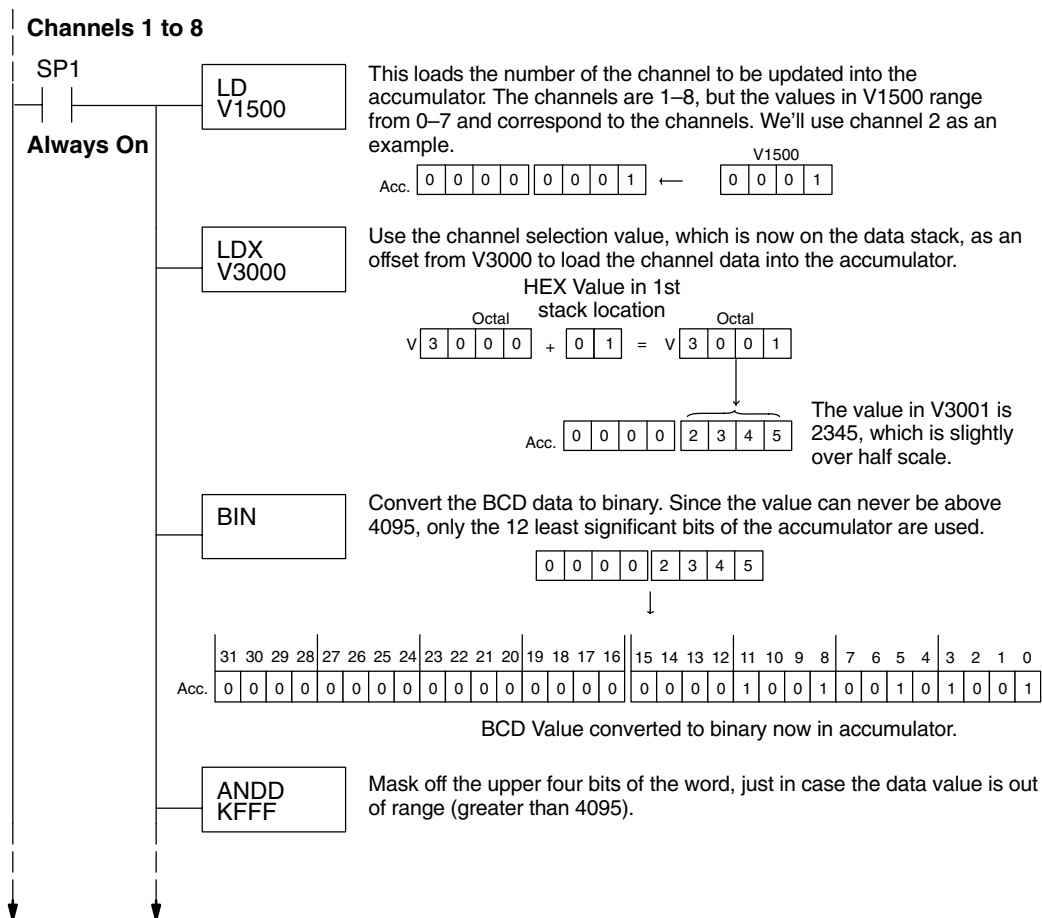 Channels 1 to 8
SP1
Always On
LD
V1500
This loads the number of the channel to be updated into the
accumulator. The channels are 1–8, but the values in V1500 range
from 0–7 and correspond to the channels. We'll use channel 2 as an
example.
V1500
Acc. 0 0 0 0 0 0 0 1 ← 0 0 0 1
LDX
V3000
Use the channel selection value, which is now on the data stack, as an
offset from V3000 to load the channel data into the accumulator.
HEX Value in 1st
stack location
Octal Octal
V 3 0 0 0 + 0 1 = V 3 0 0 1
Acc. 0 0 0 0 2 3 4 5
The value in V3001 is
2345, which is slightly
over half scale.
BIN
Convert the BCD data to binary. Since the value can never be above
4095, only the 12 least significant bits of the accumulator are used.
0 0 0 0 2 3 4 5
31 30 29 28 27 26 25 24 23 22 21 20 19 18 17 16 15 14 13 12 11 10 9 8 7 6 5 4 3 2 1 0
Acc. 0 0 0 0 0 0 0 0 0 0 0 0 0 0 0 0 0 0 0 0 1 0 0 1 0 0 1 0 1 0 0 1
BCD Value converted to binary now in accumulator.
ANDD
KFFF
Mask off the upper four bits of the word, just in case the data value is out
of range (greater than 4095).